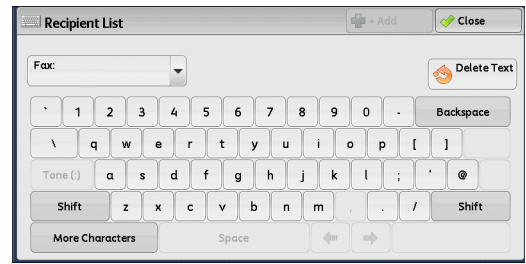 Recipient List + Add Close
Fax: Delete Text
` 1 2 3 4 5 6 7 8 9 0 - Backspace
\ q w e r t y u i o p [ ]
Tone (:) a s d f g h j k l ; ' @
Shift z x c v b n m , . / Shift
More Characters Space